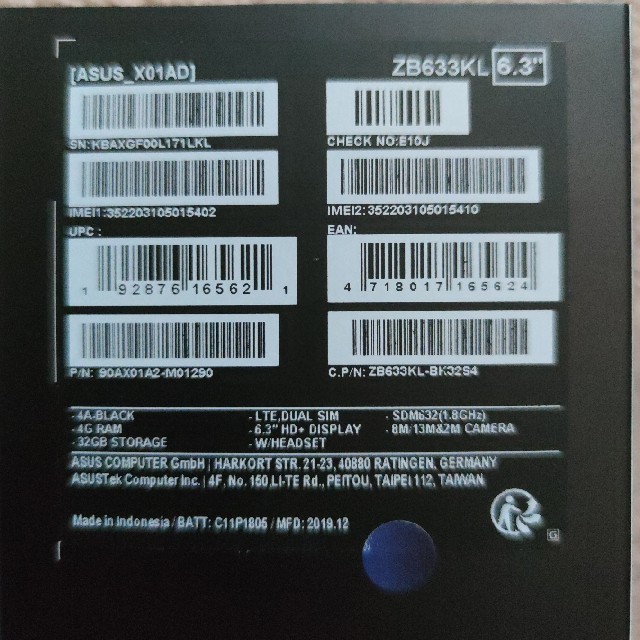 [ASUS_X01AD]
ZB633KL 6.3"
SN:KBAXGF00L171LKL
CHECK NO:E10J
IMEI1:352203105015402
IMEI2:352203105015410
UPC :
EAN:
1 92876 16562 1
4 718017 165624
P/N: 90AX01A2-M01290
C.P/N: ZB633KL-BK32S4
- 4A-BLACK
- LTE,DUAL SIM
- SDM632(1.8GHz)
- 4G RAM
- 6.3" HD+ DISPLAY
- 8M/13M&2M CAMERA
- 32GB STORAGE
- W/HEADSET
ASUS COMPUTER GmbH | HARKORT STR. 21-23, 40880 RATINGEN, GERMANY
ASUSTek Computer Inc. | 4F, No. 150, LI-TE Rd., PEITOU, TAIPEI 112, TAIWAN
Made in Indonesia / BATT: C11P1805 / MFD: 2019.12
G